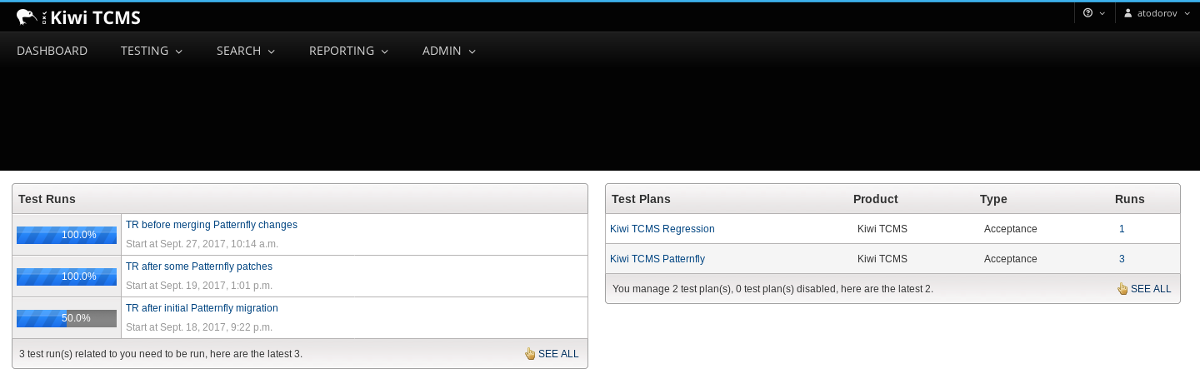 Kiwi TCMS
atodorov
DASHBOARD TESTING SEARCH REPORTING ADMIN
Test Runs
100.0% TR before merging Patternfly changes
Start at Sept. 27, 2017, 10:14 a.m.
100.0% TR after some Patternfly patches
Start at Sept. 19, 2017, 1:01 p.m.
50.0% TR after initial Patternfly migration
Start at Sept. 18, 2017, 9:22 p.m.
3 test run(s) related to you need to be run, here are the latest 3. SEE ALL
Test Plans Product Type Runs
Kiwi TCMS Regression Kiwi TCMS Acceptance 1
Kiwi TCMS Patternfly Kiwi TCMS Acceptance 3
You manage 2 test plan(s), 0 test plan(s) disabled, here are the latest 2. SEE ALL